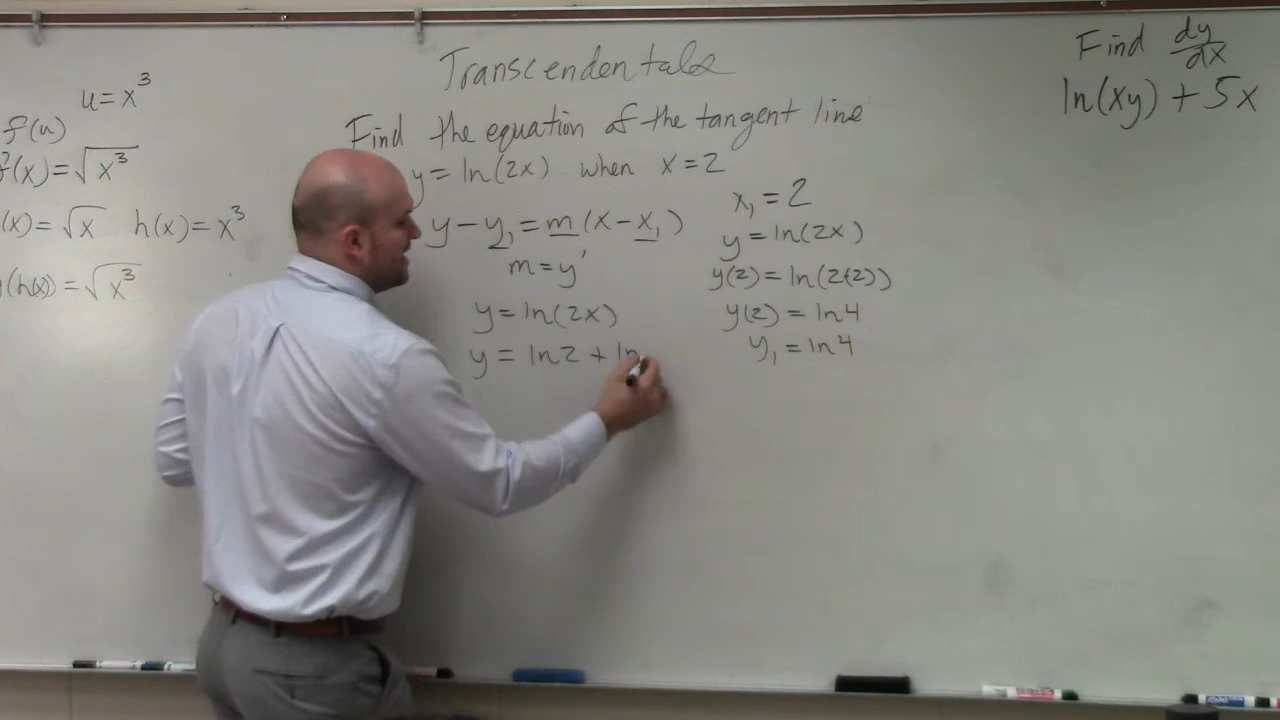 u = x³
f(u)
f(x) = √x³
(x) = √x h(x) = x³
(h(x)) = √x³
Transcendentals
Find the equation of the tangent line
y = ln(2x) when x = 2
y - y₁ = m(x - x₁)
m = y'
y = ln(2x)
y = ln2 + ln
x₁ = 2
y = ln(2x)
y(2) = ln(2(2))
y(2) = ln4
y₁ = ln4
Find dy/dx
ln(xy) + 5x